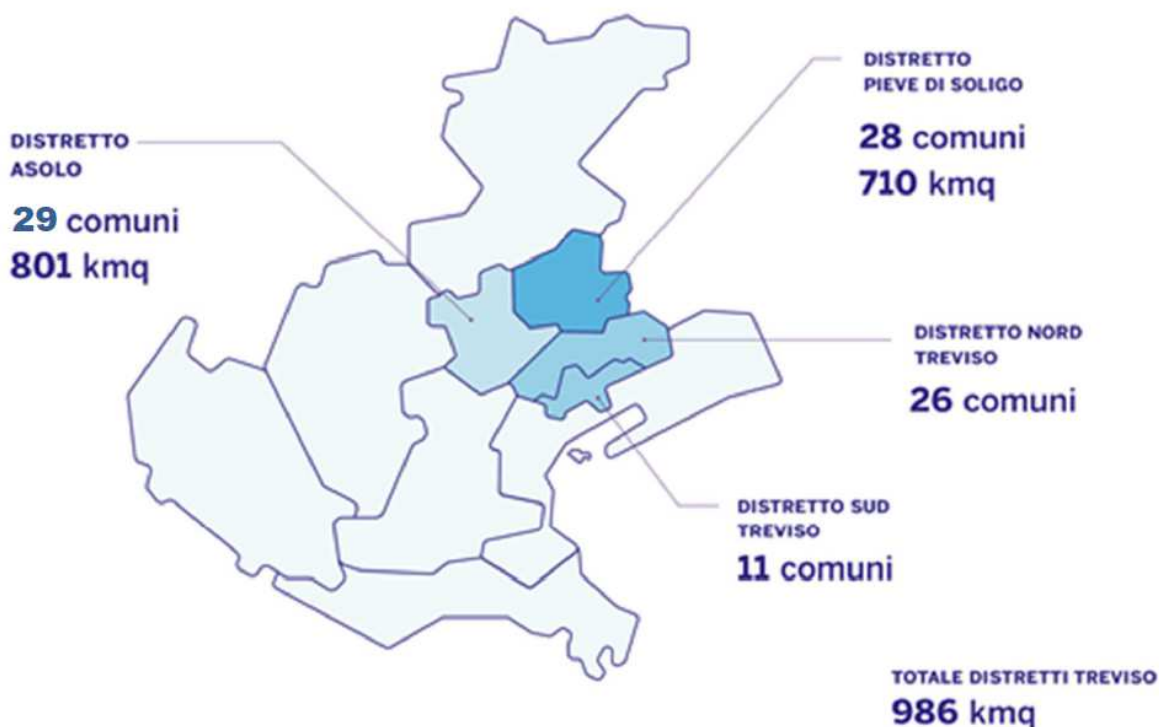 DISTRETTO
ASOLO
29 comuni
801 kmq
DISTRETTO
PIEVE DI SOLIGO
28 comuni
710 kmq
DISTRETTO NORD
TREVISO
26 comuni
DISTRETTO SUD
TREVISO
11 comuni
TOTALE DISTRETTI TREVISO
986 kmq